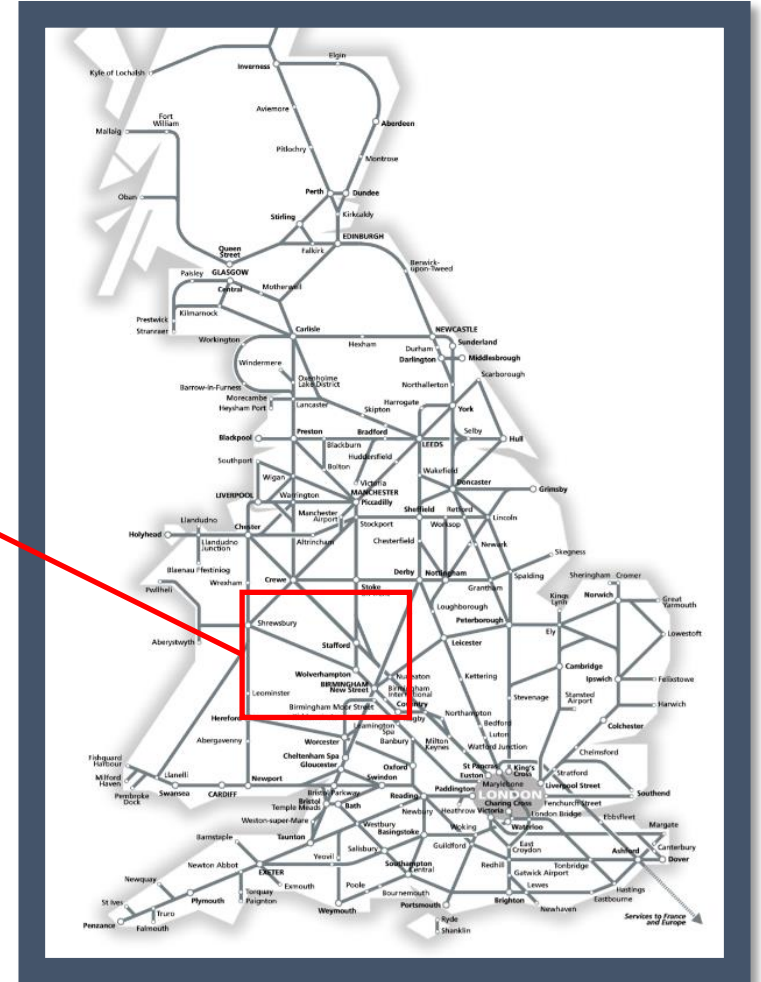 Elgin
Inverness
Kyle of Lochalsh
Aviemore
Fort
William
Aberdeen
Mallaig
Pitlochry
Montrose
Perth
Dundee
Oban
Kirkcaldy
Stirling
EDINBURGH
Queen
Street
Falkirk
Berwick-
upon-Tweed
Paisley
GLASGOW
Central
Motherwell
Prestwick
Kilmarnock
Stranraer
Carlisle
NEWCASTLE
Workington
Hexham
Sunderland
Durham
Darlington
Middlesbrough
Windermere
Scarborough
Oxenholme
Lake District
Barrow-in-Furness
Northallerton
Morecambe
Lancaster
Harrogate
York
Heysham Port
Skipton
Blackpool
Preston
Bradford
Selby
Hull
Blackburn
LEEDS
Huddersfield
Southport
Bolton
Wakefield
Wigan
Victoria
Doncaster
MANCHESTER
Grimsby
LIVERPOOL
Warrington
Piccadilly
Manchester
Airport
Sheffield
Retford
Llandudno
Stockport
Worksop
Lincoln
Holyhead
Chester
Llandudno
Junction
Altrincham
Chesterfield
Newark
Skegness
Blaenau Ffestiniog
Derby
Nottingham
Spalding
Sheringham
Cromer
Pwllheli
Wrexham
Crewe
Stoke
Grantham
Kings
Lynn
Norwich
Great
Yarmouth
Loughborough
Shrewsbury
Peterborough
Aberystwyth
Stafford
Ely
Lowestoft
Leicester
Wolverhampton
Nuneaton
Cambridge
BIRMINGHAM
New Street
Birmingham
International
Kettering
Ipswich
Felixstowe
Leominster
Stevenage
Stansted
Airport
Birmingham Moor Street
Coventry
Harwich
Hereford
Rugby
Northampton
Colchester
Leamington
Spa
Bedford
Abergavenny
Worcester
Banbury
Milton
Keynes
Luton
Watford Junction
Chelmsford
Fishguard
Harbour
Cheltenham Spa
Gloucester
Oxford
St Pancras
King's
Cross
Euston
Stratford
Milford
Haven
Llanelli
Newport
Swindon
Marylebone
Liverpool Street
Pembroke
Dock
Swansea
CARDIFF
Bristol Parkway
Reading
Paddington
LONDON
Southend
Bristol
Temple Meads
Bath
Newbury
Heathrow
Victoria
Charing Cross
Fenchurch Street
London Bridge
Ebbsfleet
Weston-super-Mare
Westbury
Basingstoke
Woking
Waterloo
Margate
Barnstaple
Taunton
Salisbury
Guildford
East
Croydon
Ashford
Canterbury
Newton Abbot
Yeovil
Southampton
Central
Redhill
Tonbridge
Dover
Gatwick Airport
EXETER
Newquay
Exmouth
Poole
Lewes
Hastings
Torquay
Paignton
Bournemouth
Eastbourne
St Ives
Plymouth
Portsmouth
Brighton
Newhaven
Truro
Weymouth
Ryde
Services to France
and Europe
Penzance
Falmouth
Shanklin